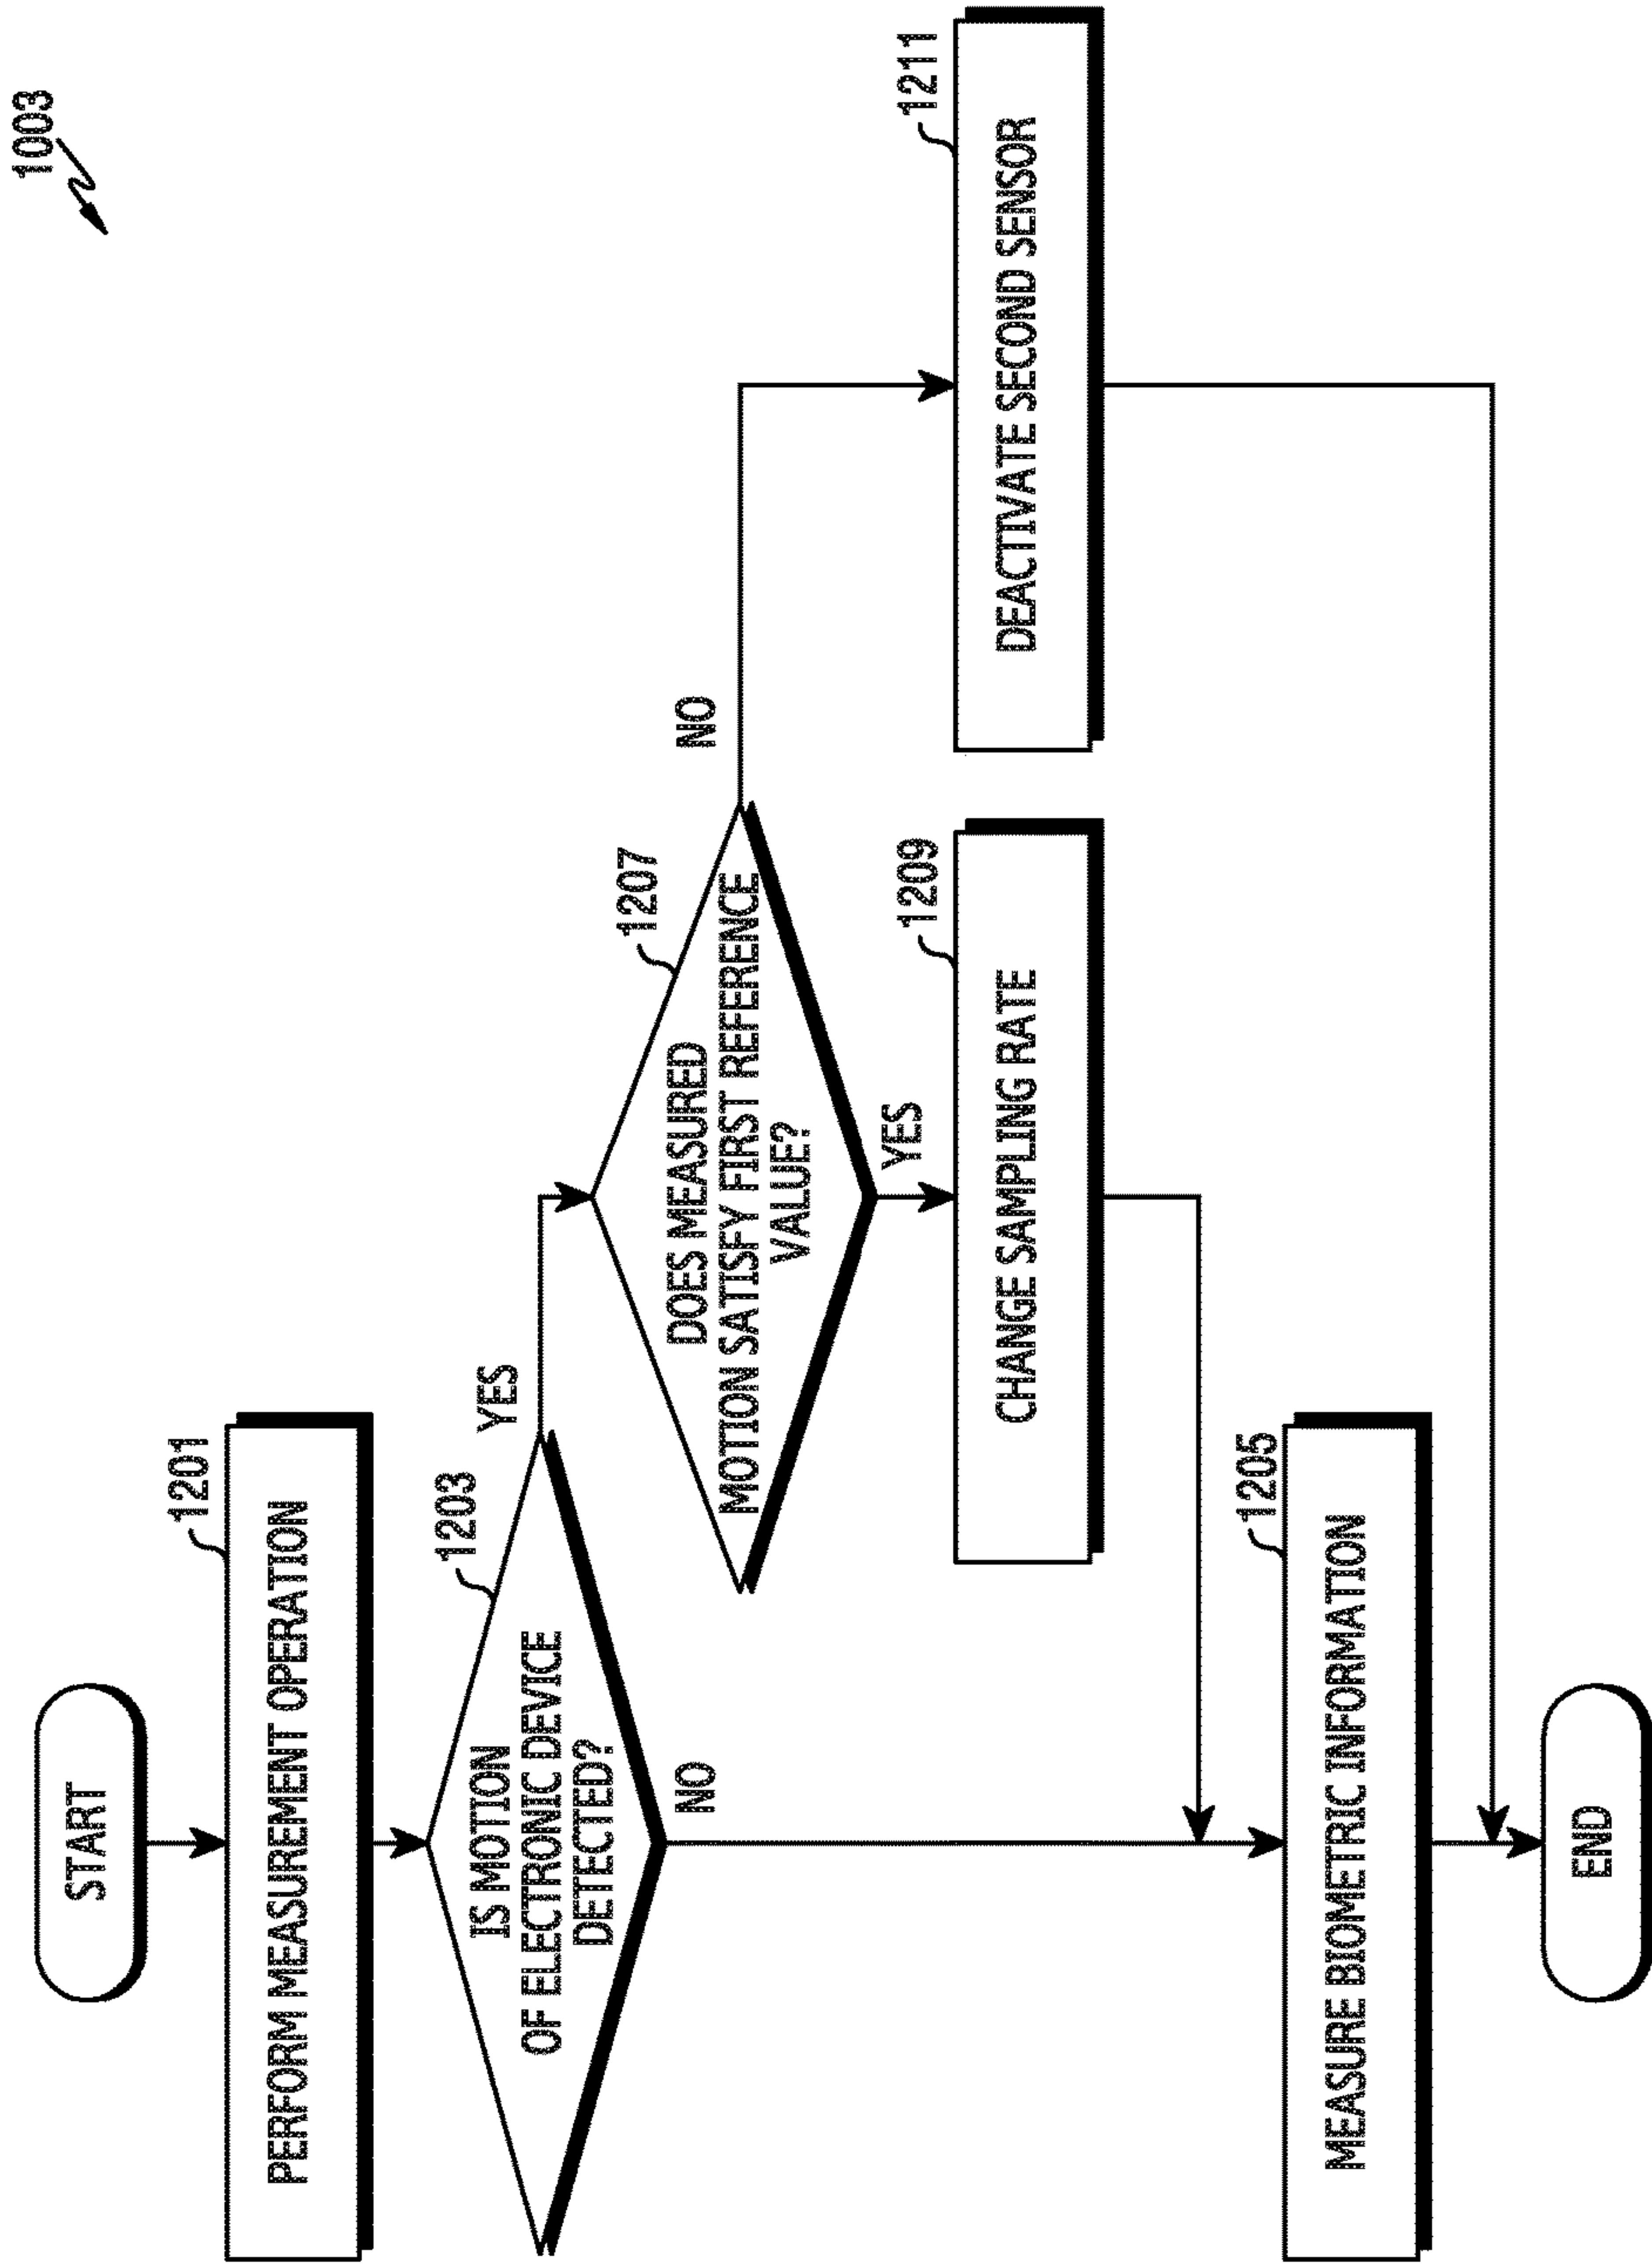 1003
START
1201
PERFORM MEASUREMENT OPERATION
1203
IS MOTION
OF ELECTRONIC DEVICE
DETECTED?
YES
NO
1207
DOES MEASURED
MOTION SATISFY FIRST REFERENCE
VALUE?
NO
YES
1209
CHANGE SAMPLING RATE
1211
DEACTIVATE SECOND SENSOR
1205
MEASURE BIOMETRIC INFORMATION
END